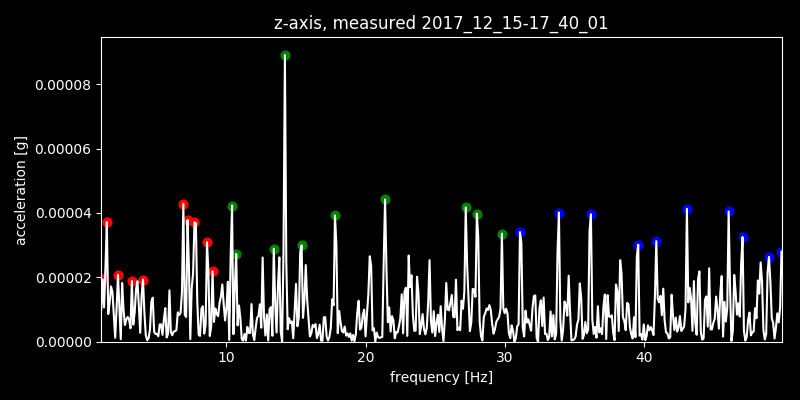 z-axis, measured 2017_12_15-17_40_01
0.00008
0.00006
0.00004
0.00002
0.00000
acceleration [g]
10 20 30 40
frequency [Hz]